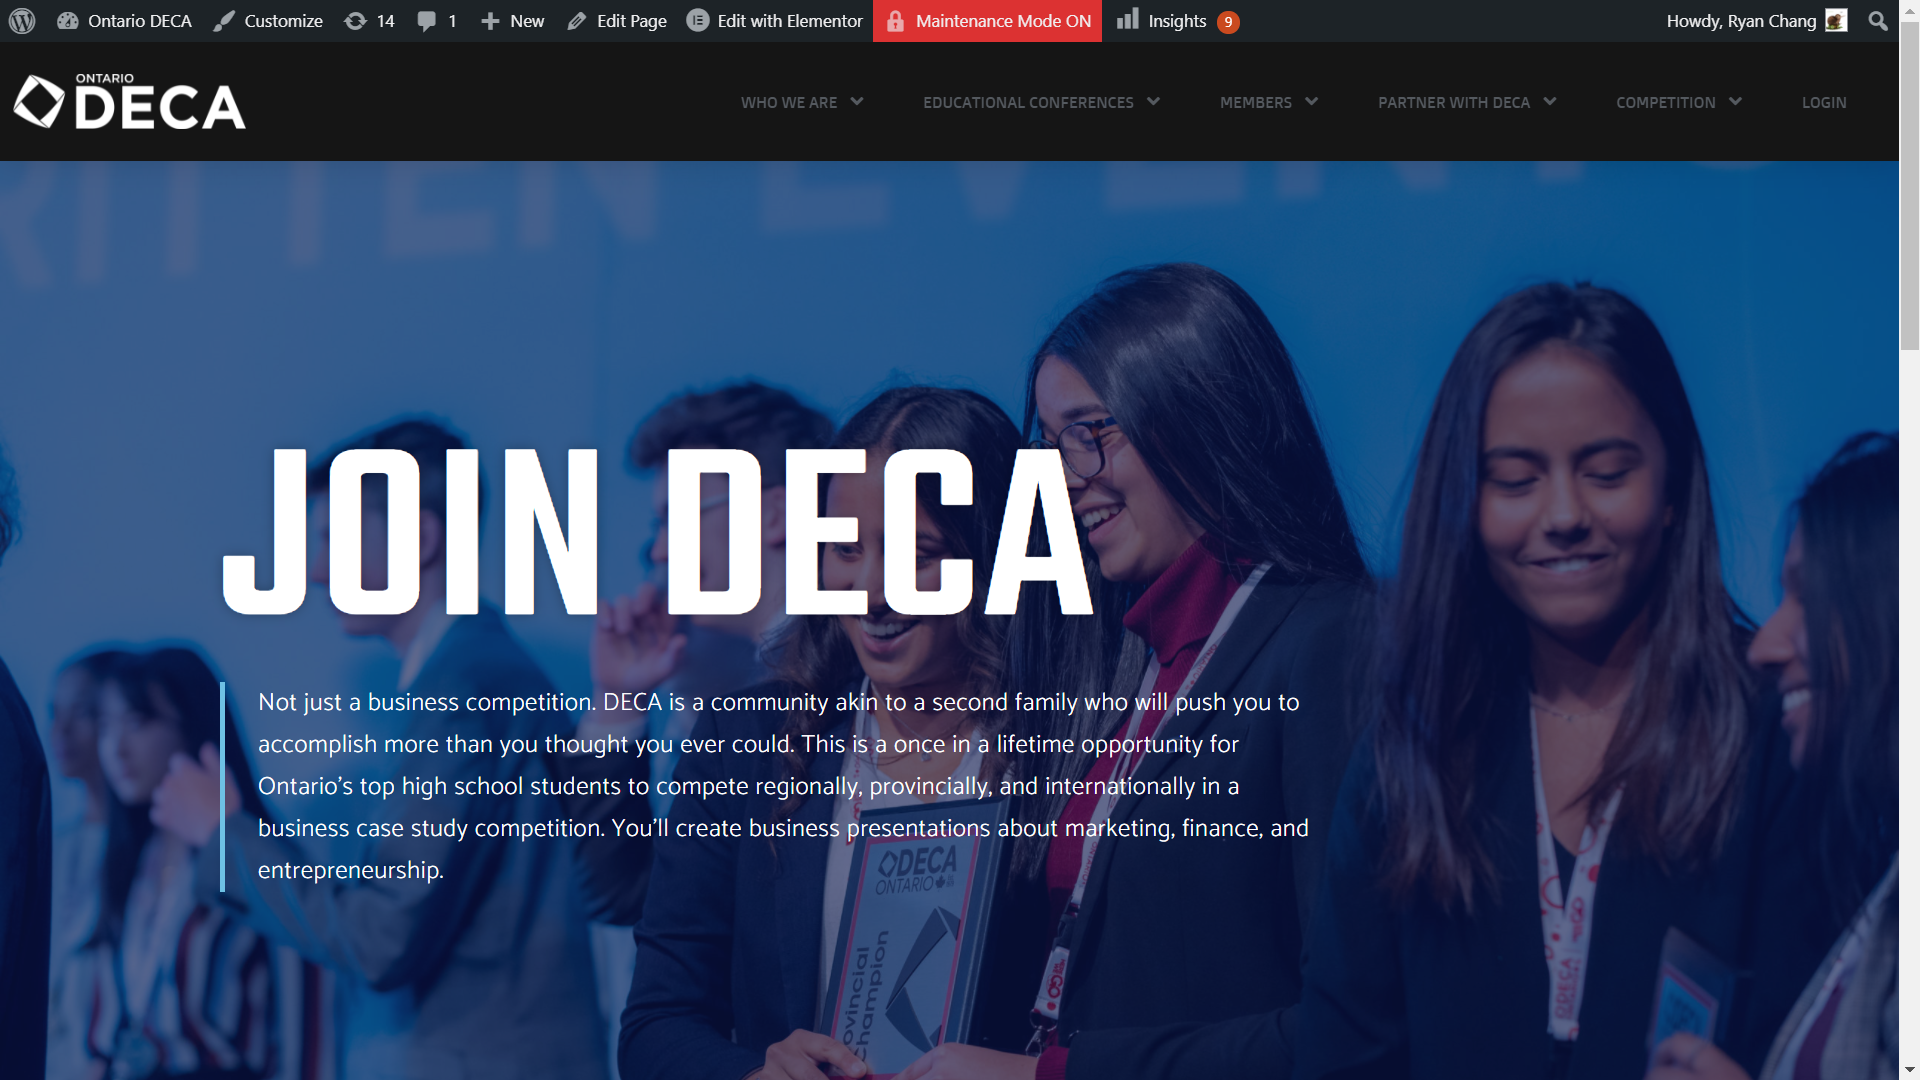 Ontario DECA Customize 14 1 New Edit Page Edit with Elementor Maintenance Mode ON Insights 9 Howdy, Ryan Chang
ONTARIO
DECA
WHO WE ARE EDUCATIONAL CONFERENCES MEMBERS PARTNER WITH DECA COMPETITION LOGIN
RITTEN EVENTS
JOIN DECA
Not just a business competition. DECA is a community akin to a second family who will push you to
accomplish more than you thought you ever could. This is a once in a lifetime opportunity for
Ontario’s top high school students to compete regionally, provincially, and internationally in a
business case study competition. You’ll create business presentations about marketing, finance, and
entrepreneurship.
DECA
ONTARIO
ovincial
champion
DECA